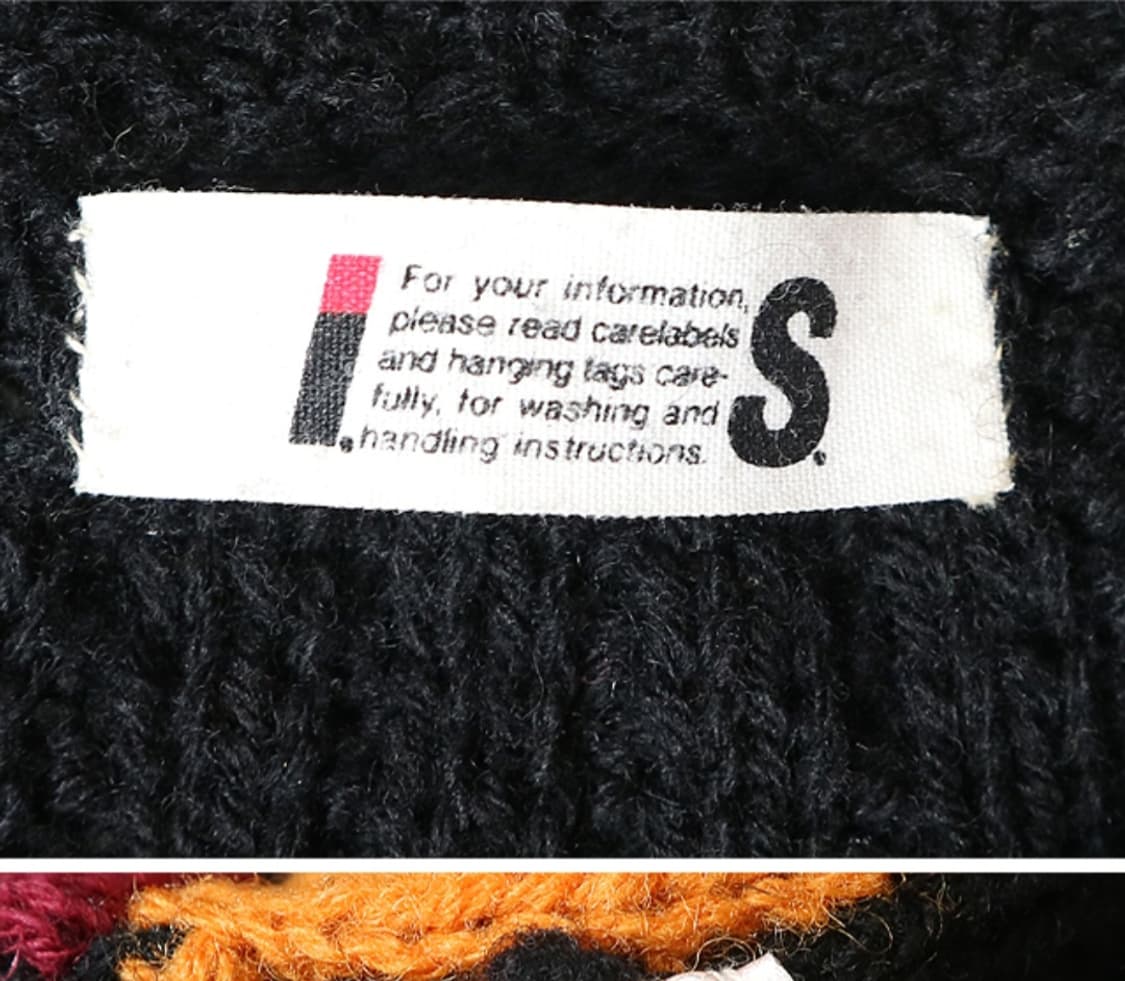 I.S.
For your information,
please read carelabels
and hanging tags care-
fully, for washing and
handling instructions.